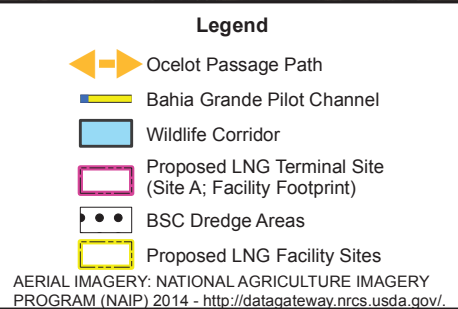 Legend
Ocelot Passage Path
Bahia Grande Pilot Channel
Wildlife Corridor
Proposed LNG Terminal Site
(Site A; Facility Footprint)
BSC Dredge Areas
Proposed LNG Facility Sites
AERIAL IMAGERY: NATIONAL AGRICULTURE IMAGERY
PROGRAM (NAIP) 2014 - http://datagateway.nrcs.usda.gov/.